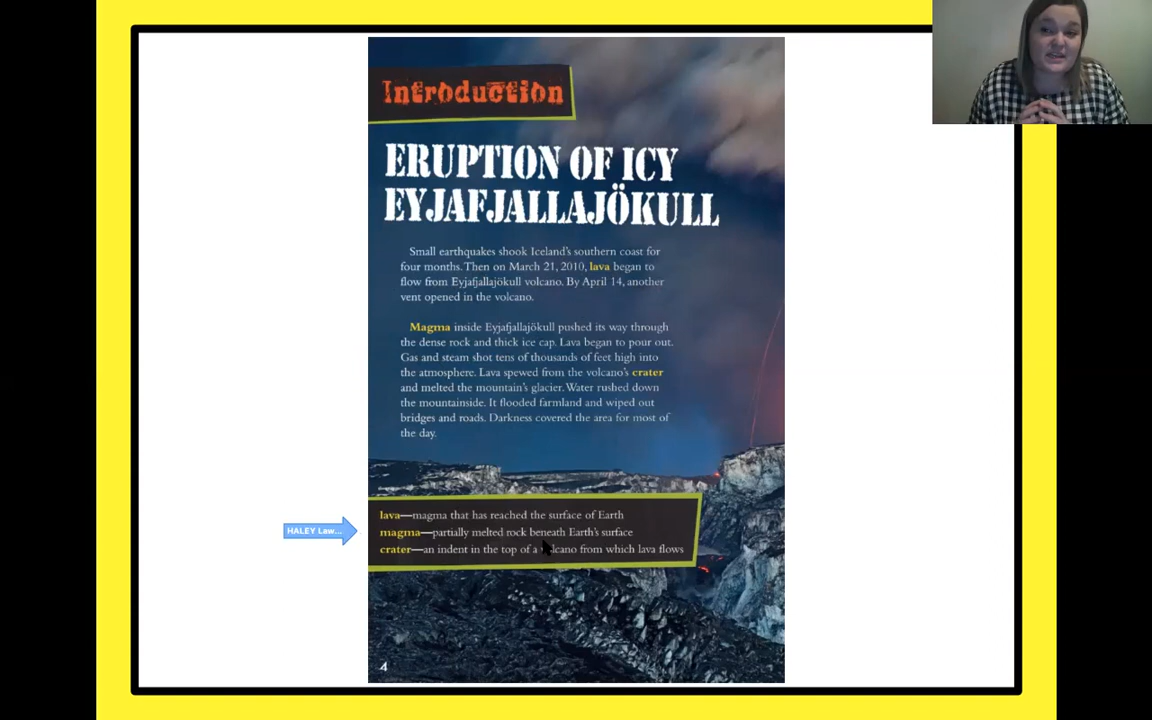 Introduction
ERUPTION OF ICY
EYJAFJALLAJÖKULL
Small earthquakes shook Iceland's southern coast for
four months. Then on March 21, 2010, lava began to
flow from Eyjafjallajökull volcano. By April 14, another
vent opened in the volcano.
Magma inside Eyjafjallajökull pushed its way through
the dense rock and thick ice cap. Lava began to pour out.
Gas and steam shot tens of thousands of feet high into
the atmosphere. Lava spewed from the volcano's crater
and melted the mountain's glacier. Water rushed down
the mountainside. It flooded farmland and wiped out
bridges and roads. Darkness covered the area for most of
the day.
lava—magma that has reached the surface of Earth
HALEY Law...
magma—partially melted rock beneath Earth's surface
crater—an indent in the top of a volcano from which lava flows
4